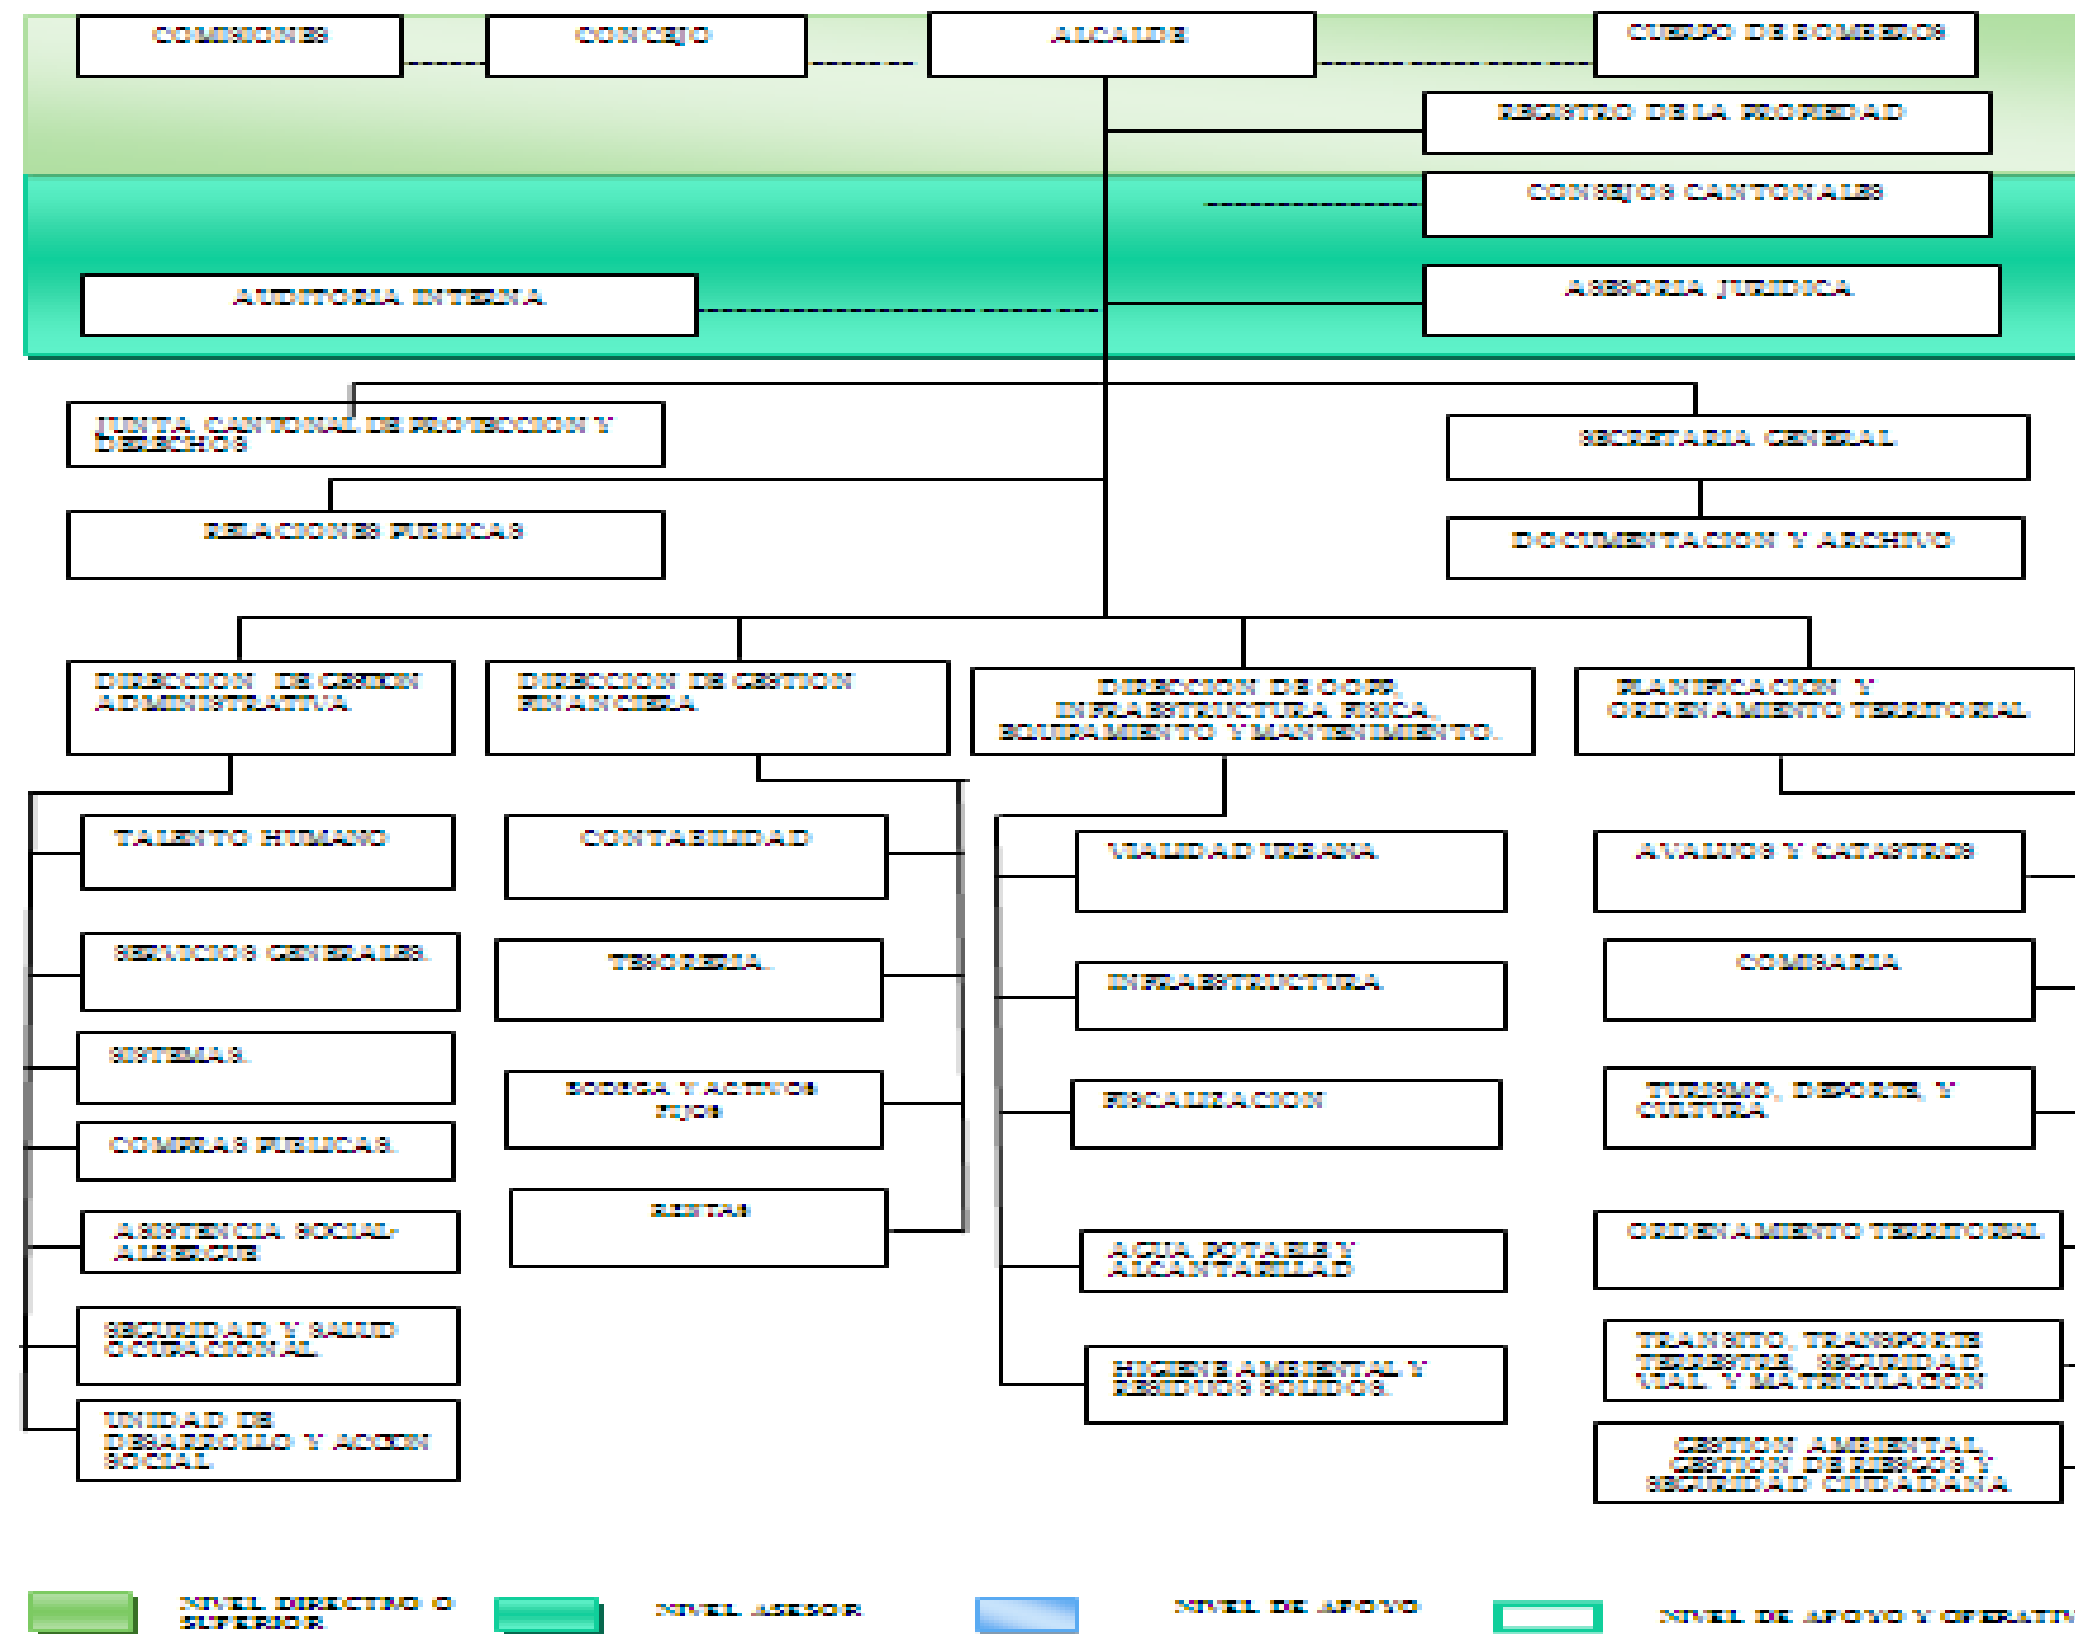 COMISIONES
CONCEJO
ALCALDE
CUERPO DE BOMBEROS
REGISTRO DE LA PROPIEDAD
CONSEJOS CANTONALES
AUDITORIA INTERNA
ASESORIA JURIDICA
JUNTA CANTONAL DE PROTECCION Y
DERECHOS
SECRETARIA GENERAL
RELACIONES PUBLICAS
DOCUMENTACION Y ARCHIVO
DIRECCION DE GESTION
ADMINISTRATIVA
DIRECCION DE GESTION
FINANCIERA
DIRECCION DE OOPP,
INFRAESTRUCTURA FISICA,
EQUIPAMIENTO Y MANTENIMIENTO.
PLANIFICACION Y
ORDENAMIENTO TERRITORIAL
TALENTO HUMANO
SERVICIOS GENERALES.
SISTEMAS.
COMPRAS PUBLICAS.
ASISTENCIA SOCIAL-
ALBERGUE
SEGURIDAD Y SALUD
OCUPACIONAL
UNIDAD DE
DESARROLLO Y ACCION
SOCIAL
CONTABILIDAD
TESORERIA.
BODEGA Y ACTIVOS
FIJOS
RENTAS
VIALIDAD URBANA
INFRAESTRUCTURA
FISCALIZACION
AGUA POTABLE Y
ALCANTARILLAD
HIGIENE AMBIENTAL Y
RESIDUOS SOLIDOS.
AVALUOS Y CATASTROS
COMISARIA
TURISMO, DEPORTE, Y
CULTURA
ORDENAMIENTO TERRITORIAL
TRANSITO, TRANSPORTE
TERRESTRE, SEGURIDAD
VIAL Y MATRICULACION
GESTION AMBIENTAL,
GESTION DE RIESGOS Y
SEGURIDAD CIUDADANA
NIVEL DIRECTIVO O
SUPERIOR
NIVEL ASESOR
NIVEL DE APOYO
NIVEL DE APOYO Y OPERATIV